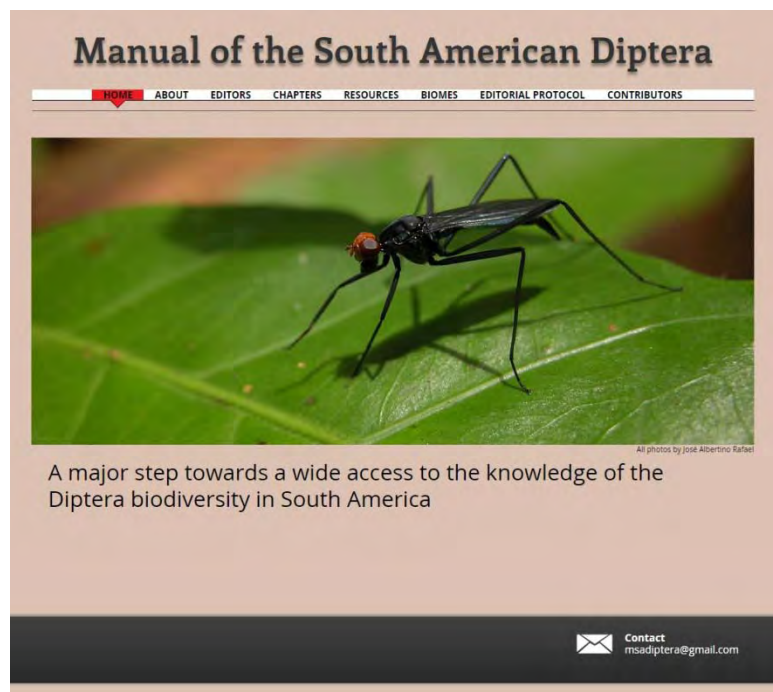 Manual of the South American Diptera
HOME ABOUT EDITORS CHAPTERS RESOURCES BIOMES EDITORIAL PROTOCOL CONTRIBUTORS
All photos by José Albertino Rafael
A major step towards a wide access to the knowledge of the
Diptera biodiversity in South America
Contact
msadiptera@gmail.com